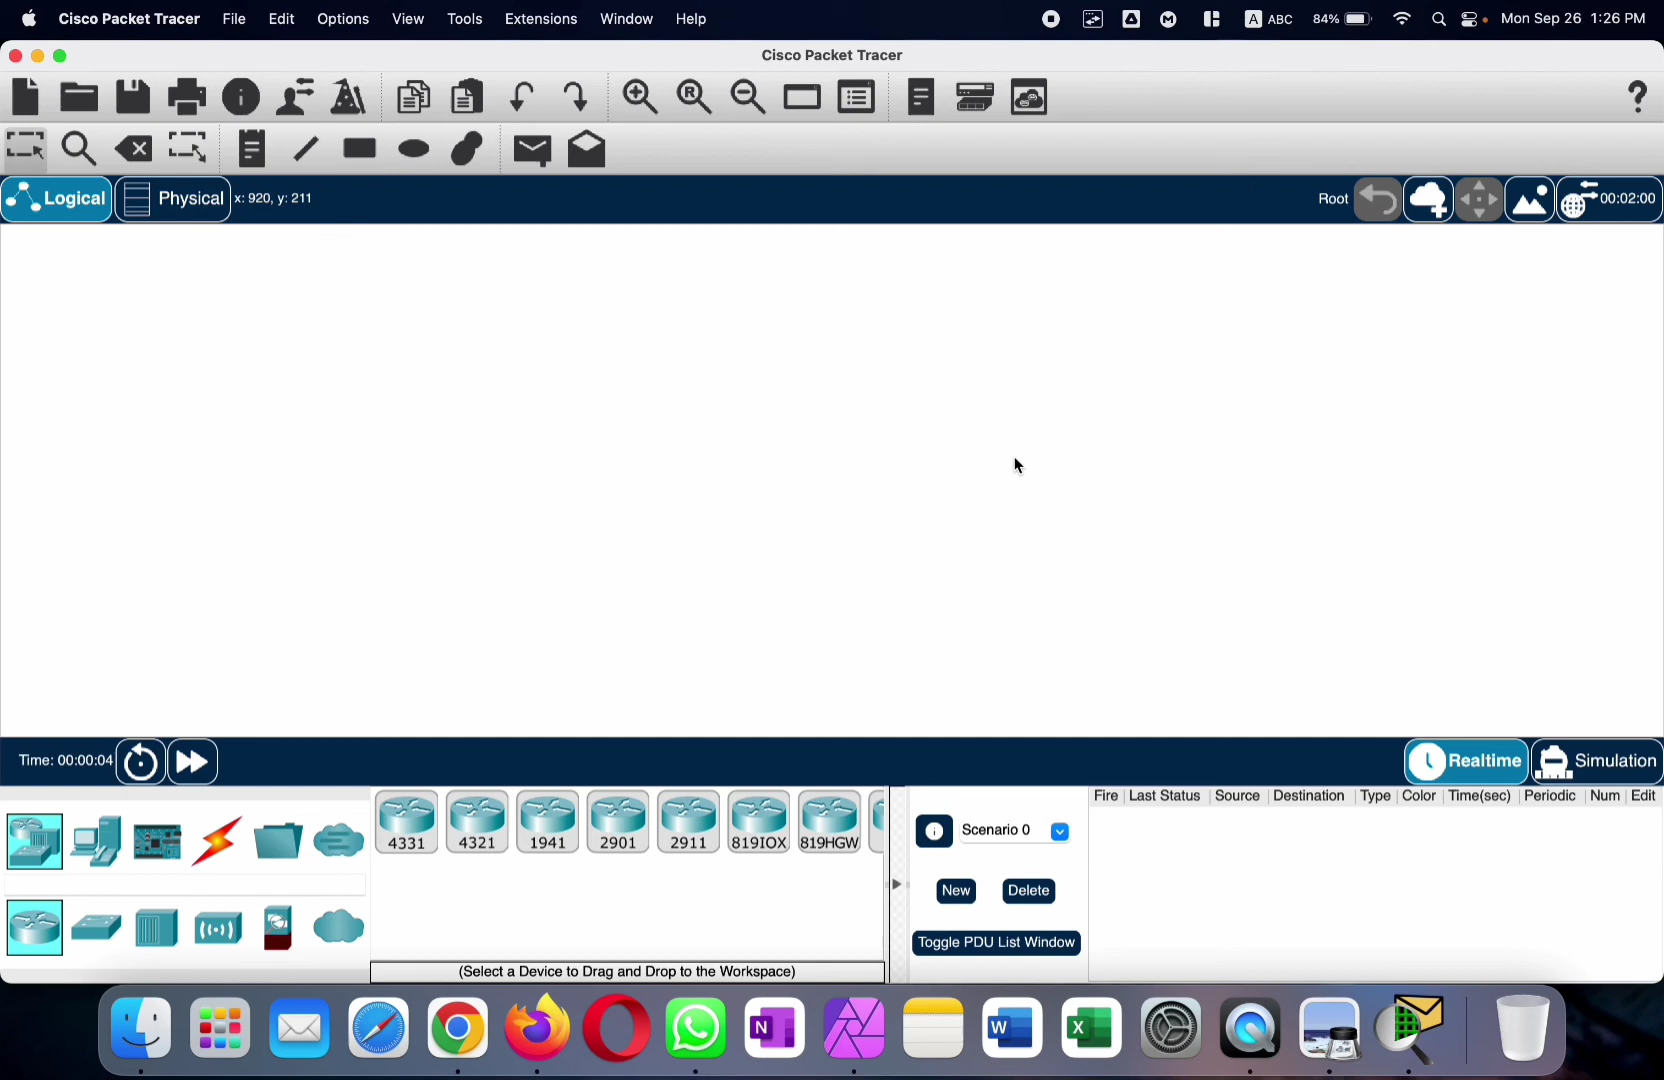 Cisco Packet Tracer File Edit Options View Tools Extensions Window Help A ABC 84% Mon Sep 26 1:26 PM
Cisco Packet Tracer
Logical Physical x: 920, y: 211 Root 00:02:00
Time: 00:00:04 Realtime Simulation
Fire Last Status Source Destination Type Color Time(sec) Periodic Num Edit
4331 4321 1941 2901 2911 819IOX 819HGW
Scenario 0
New Delete
Toggle PDU List Window
(Select a Device to Drag and Drop to the Workspace)